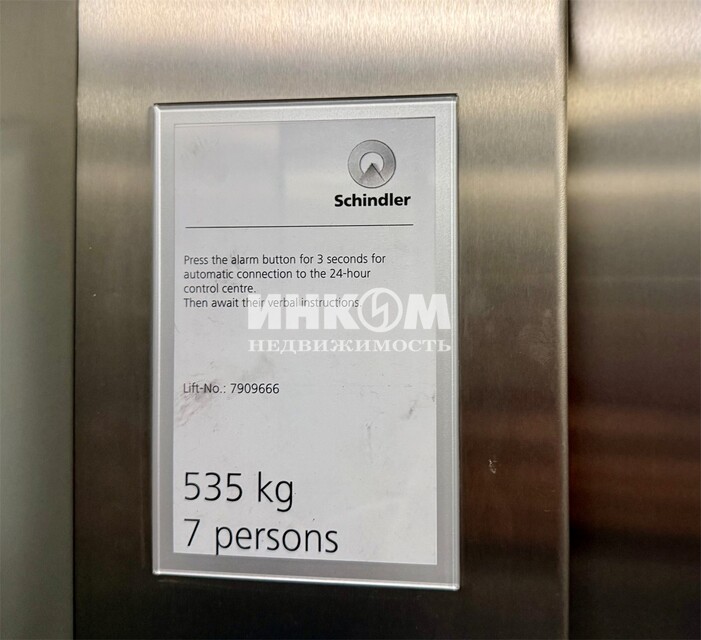 Schindler
Press the alarm button for 3 seconds for
automatic connection to the 24-hour
control centre.
Then await their verbal instructions.
ИНКОМ
НЕДВИЖИМОСТЬ
Lift-No.: 7909666
535 kg
7 persons